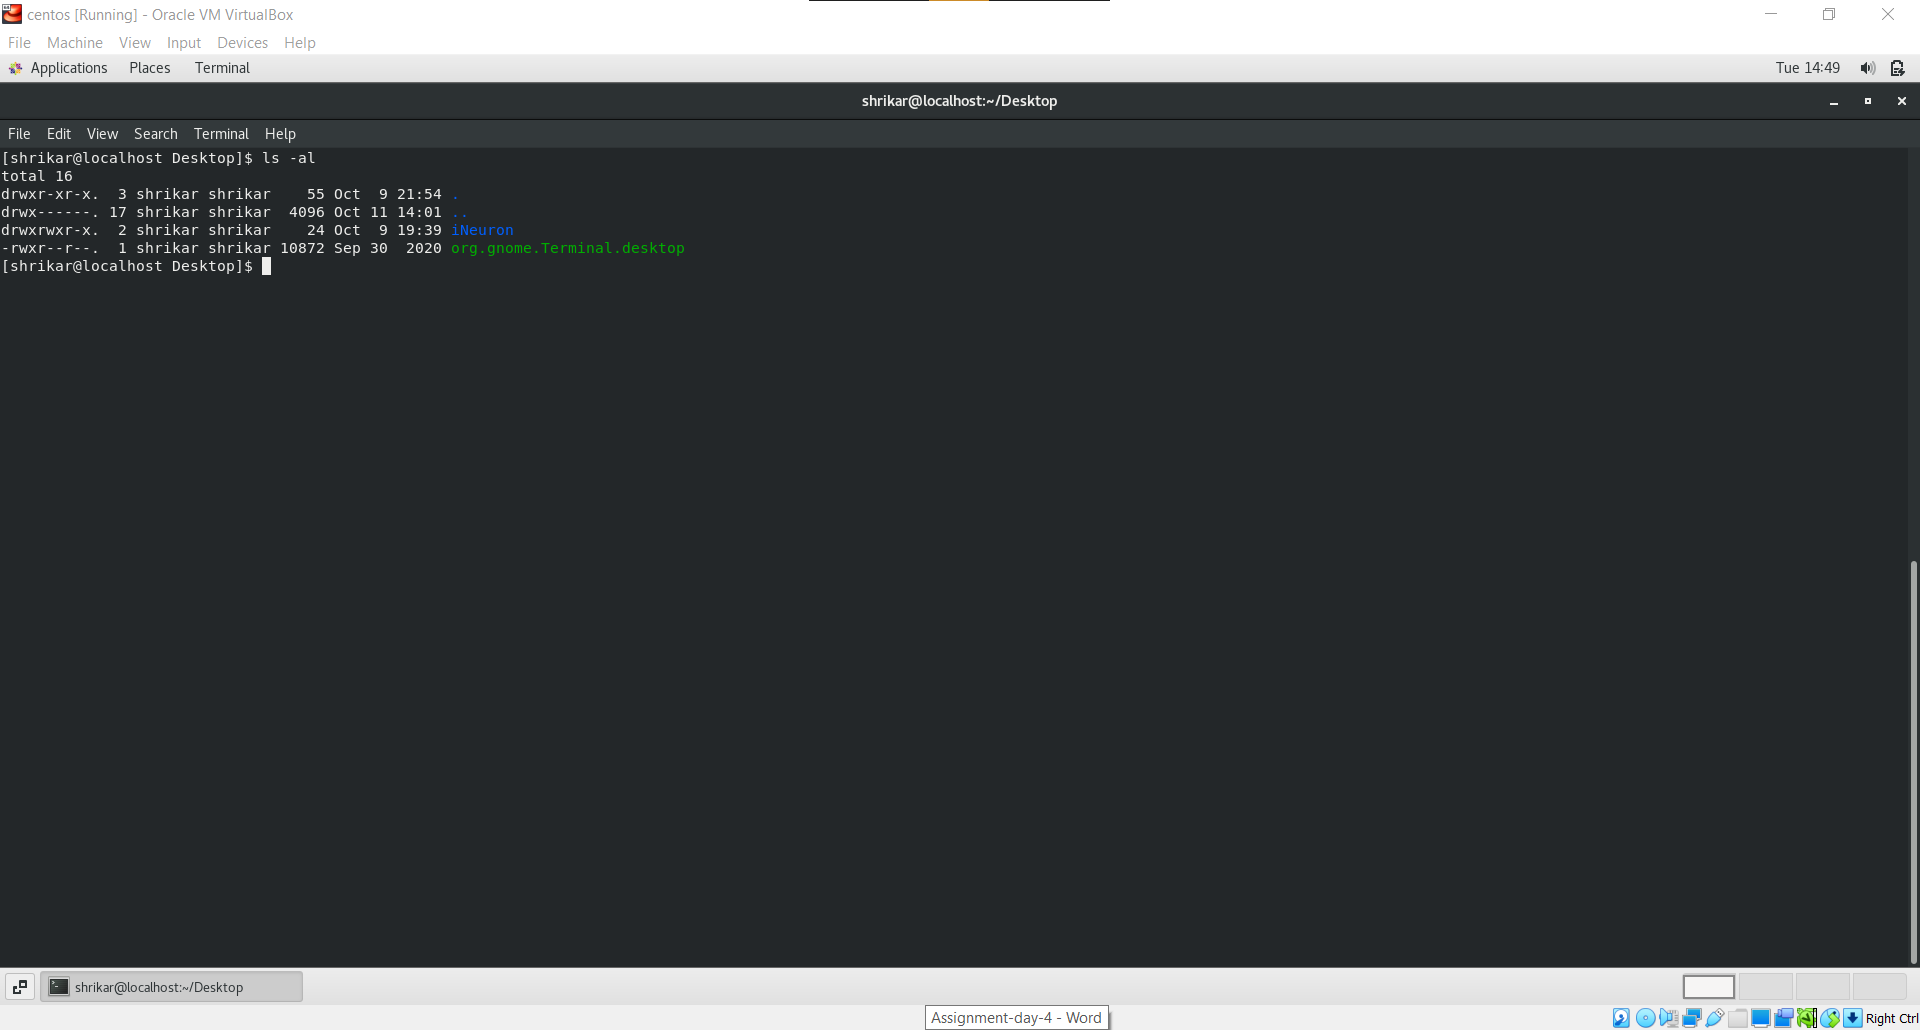 centos [Running] - Oracle VM VirtualBox
File Machine View Input Devices Help
Applications Places Terminal Tue 14:49
shrikar@localhost:~/Desktop
File Edit View Search Terminal Help
[shrikar@localhost Desktop]$ ls -al
total 16
drwxr-xr-x.  3 shrikar shrikar    55 Oct  9 21:54 .
drwx------. 17 shrikar shrikar  4096 Oct 11 14:01 ..
drwxrwxr-x.  2 shrikar shrikar    24 Oct  9 19:39 iNeuron
-rwxr--r--.  1 shrikar shrikar 10872 Sep 30  2020 org.gnome.Terminal.desktop
[shrikar@localhost Desktop]$
shrikar@localhost:~/Desktop
Assignment-day-4 - Word
Right Ctrl